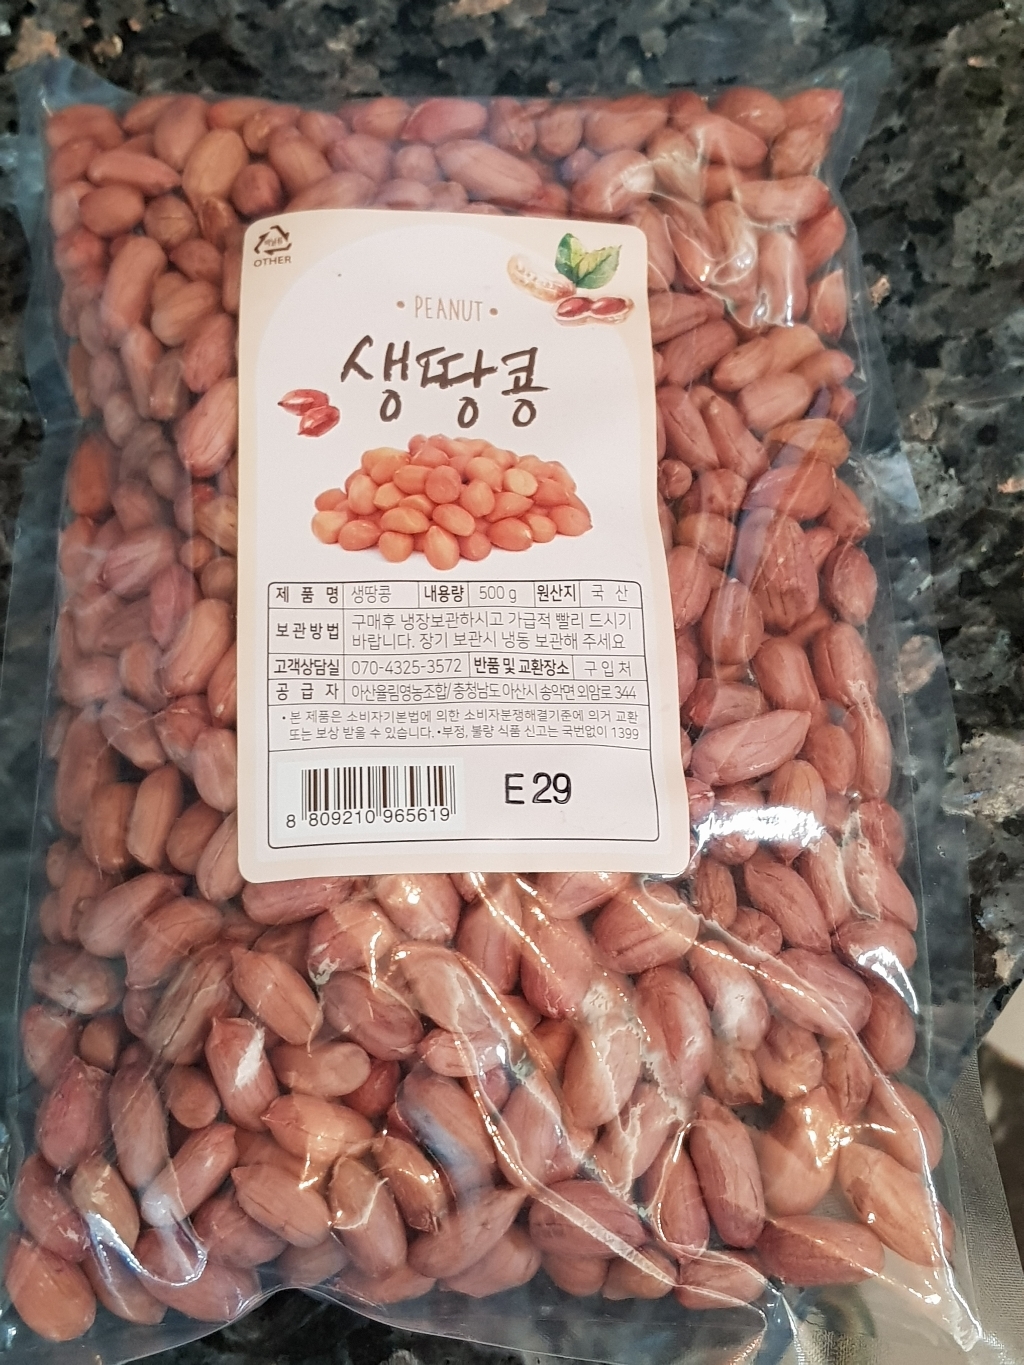 비닐류
OTHER
• PEANUT •
생땅콩
제 품 명 생땅콩 내용량 500 g 원산지 국 산
보관방법 구매후 냉장보관하시고 가급적 빨리 드시기
바랍니다. 장기 보관시 냉동 보관해 주세요
고객상담실 070-4325-3572 반품 및 교환장소 구 입 처
공 급 자 아산올림영농조합/충청남도 아산시 송악면 외암로 344
• 본 제품은 소비자기본법에 의한 소비자분쟁해결기준에 의거 교환
또는 보상 받을 수 있습니다. •부정, 불량 식품 신고는 국번없이 1399
E 29
8 809210 965619